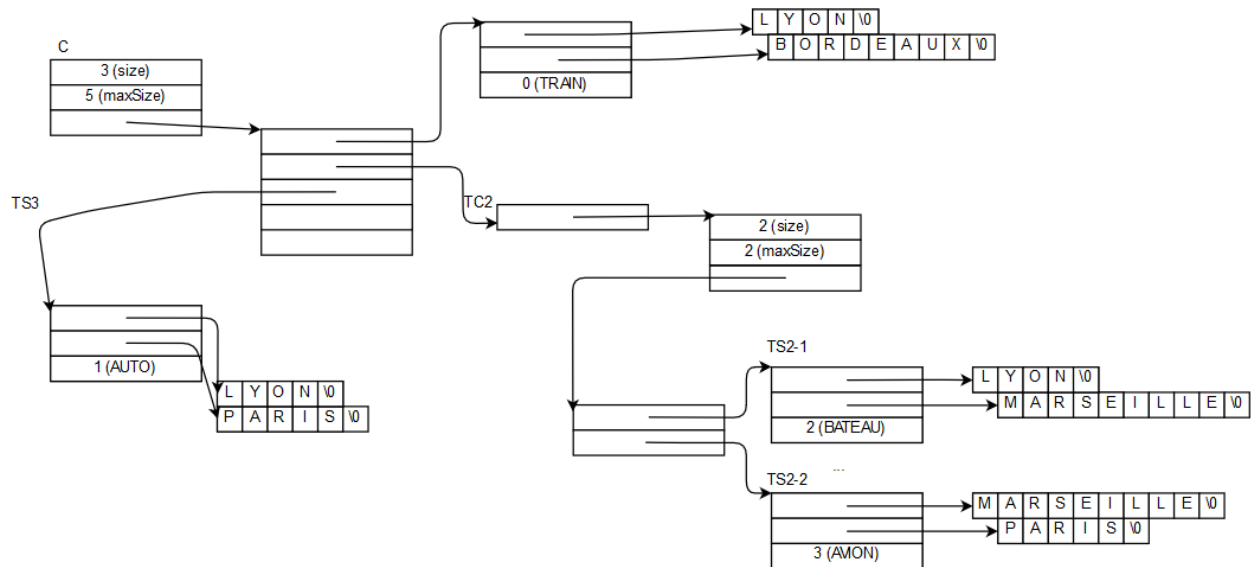 C
3 (size)
5 (maxSize)
L Y O N \0
B O R D E A U X \0
0 (TRAIN)
TS3
TC2
2 (size)
2 (maxSize)
1 (AUTO)
L Y O N \0
P A R I S \0
TS2-1
L Y O N \0
M A R S E I L L E \0
2 (BATEAU)
...
TS2-2
M A R S E I L L E \0
P A R I S \0
3 (AVION)